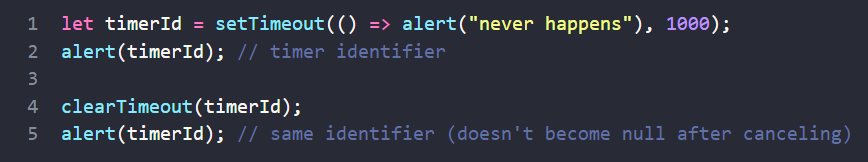 1 let timerId = setTimeout(() => alert("never happens"), 1000);
2 alert(timerId); // timer identifier
3
4 clearTimeout(timerId);
5 alert(timerId); // same identifier (doesn't become null after canceling)